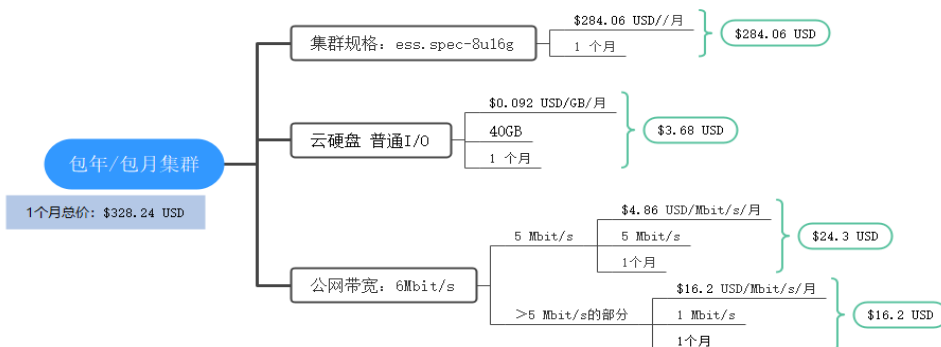 包年/包月集群
1个月总价: $328.24 USD
集群规格: ess.spec-8u16g
$284.06 USD//月
1 个月
$284.06 USD
云硬盘 普通I/O
$0.092 USD/GB/月
40GB
1 个月
$3.68 USD
公网带宽: 6Mbit/s
5 Mbit/s
$4.86 USD/Mbit/s/月
5 Mbit/s
1个月
$24.3 USD
>5 Mbit/s的部分
$16.2 USD/Mbit/s/月
1 Mbit/s
1个月
$16.2 USD